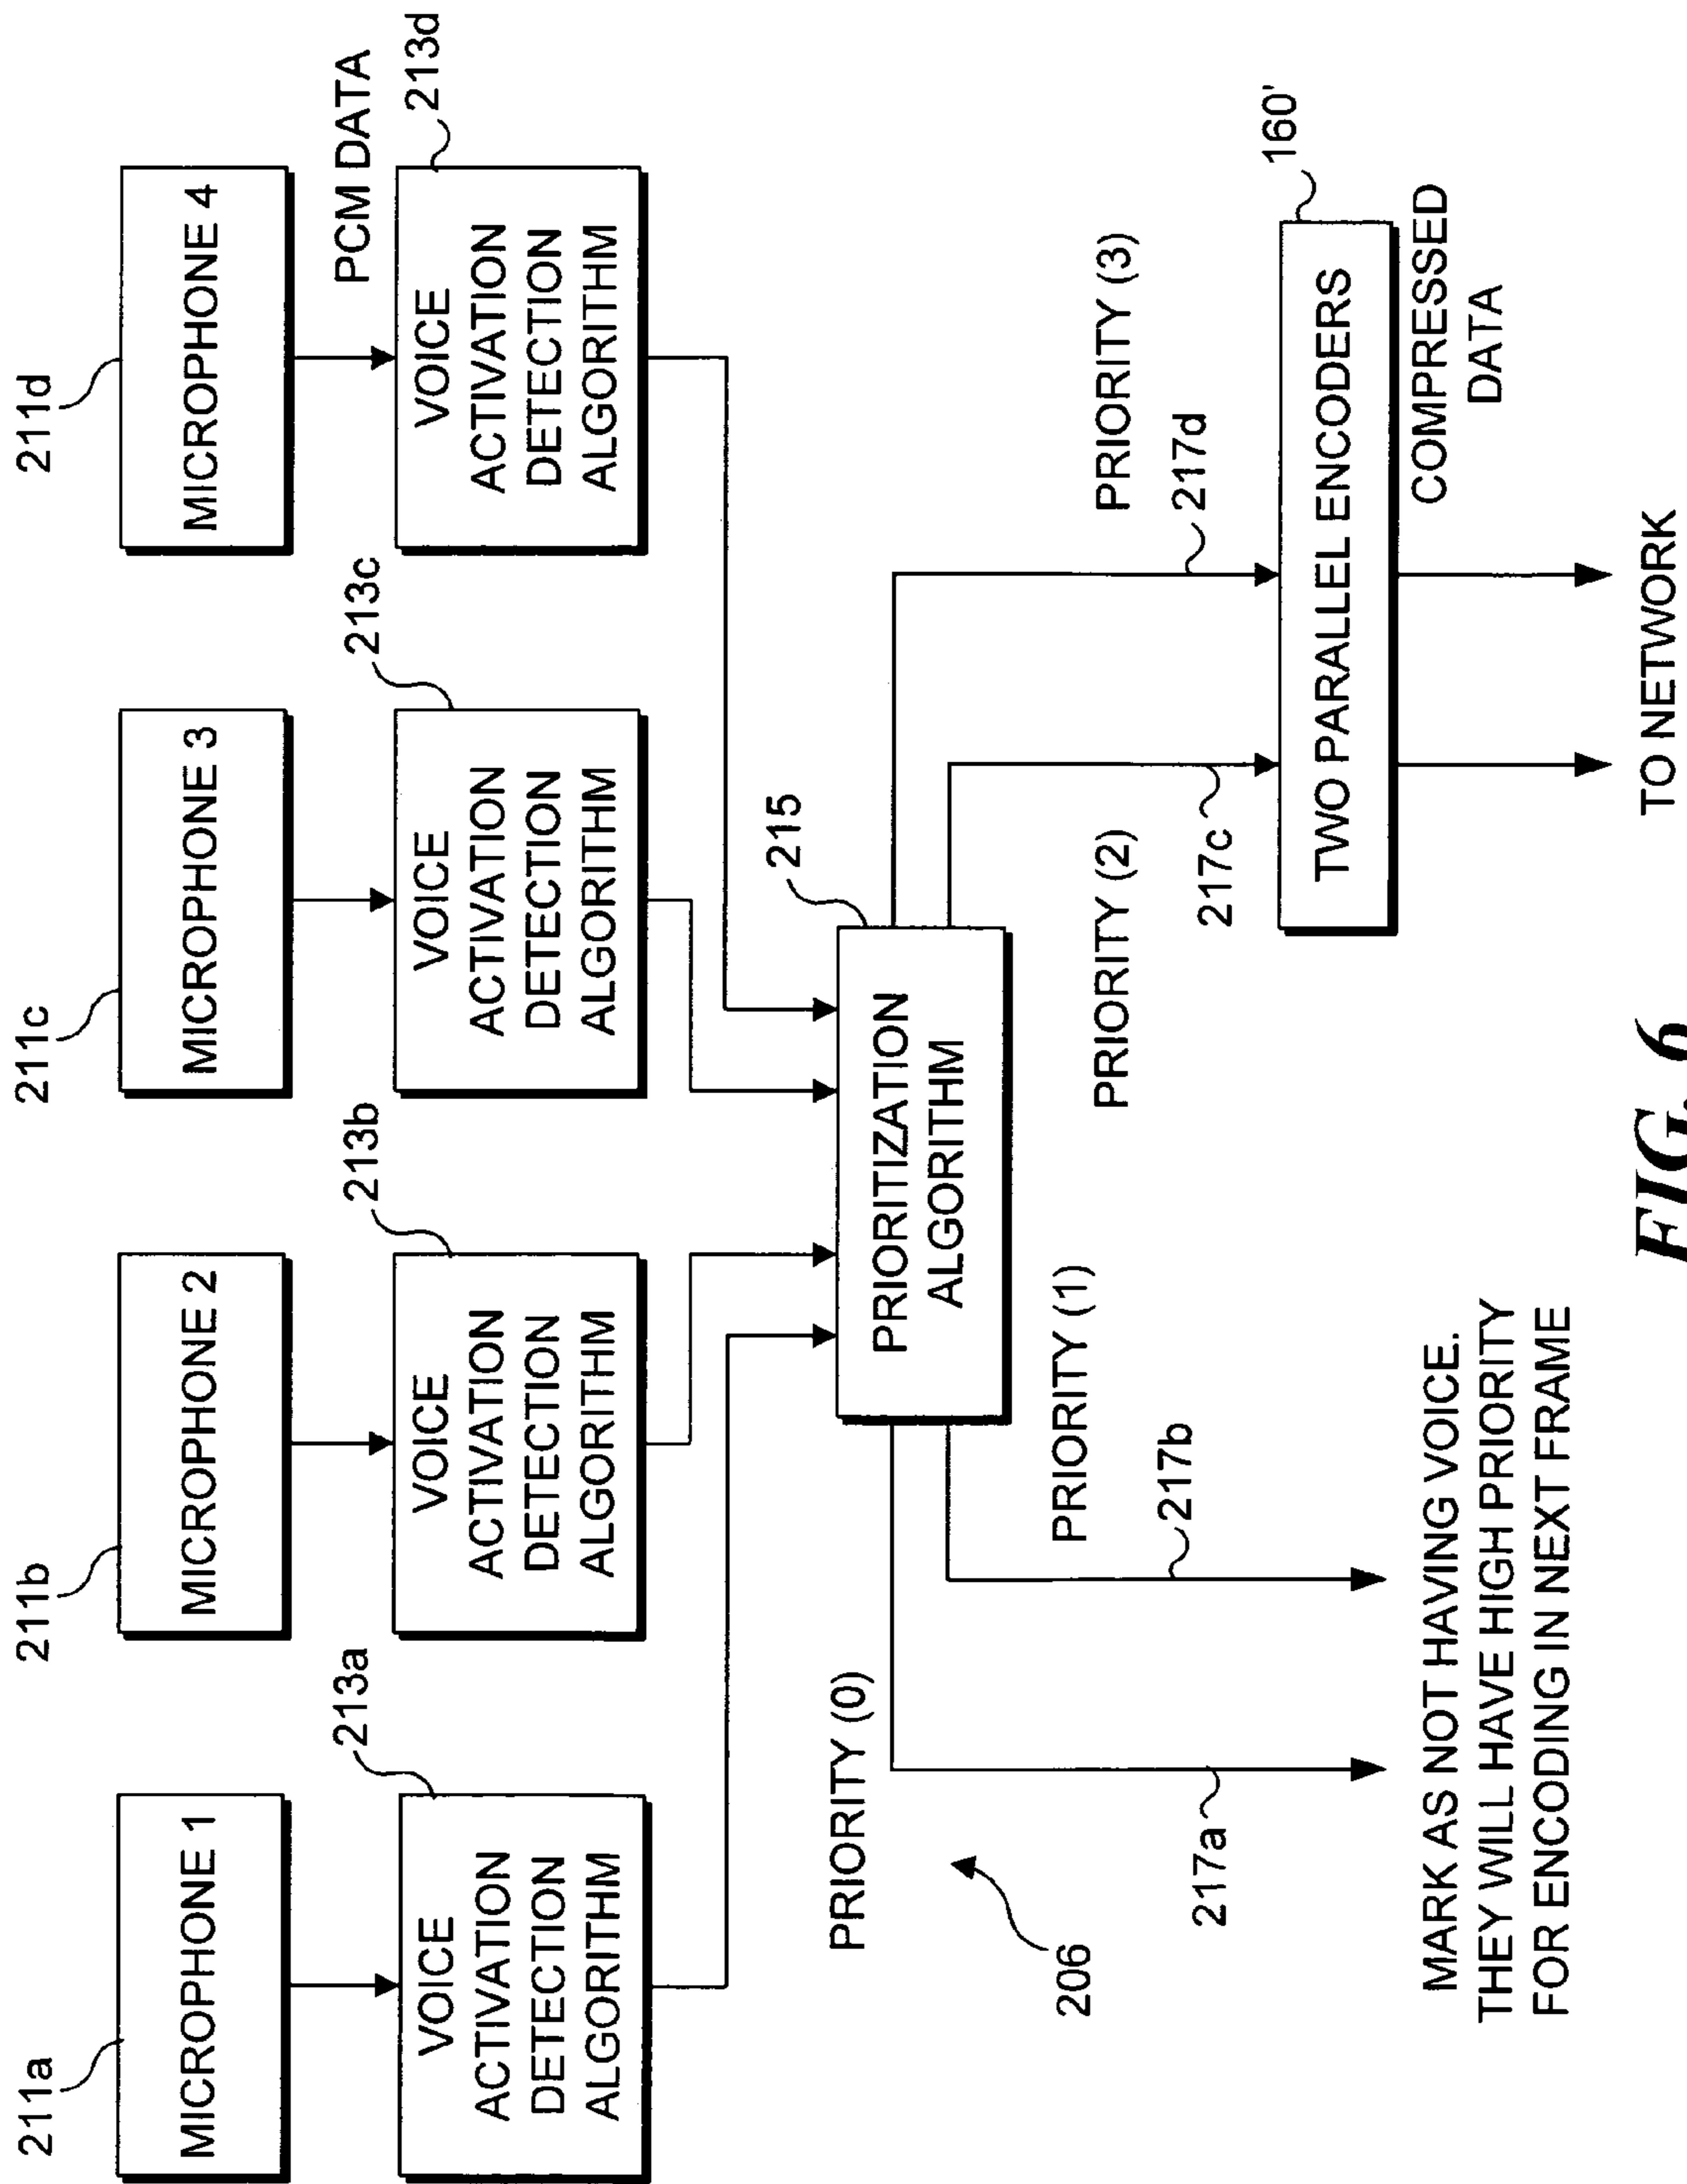 211a
211b
211c
211d
MICROPHONE 1
MICROPHONE 2
MICROPHONE 3
MICROPHONE 4
PCM DATA
213a
213b
213c
213d
VOICE
ACTIVATION
DETECTION
ALGORITHM
VOICE
ACTIVATION
DETECTION
ALGORITHM
VOICE
ACTIVATION
DETECTION
ALGORITHM
VOICE
ACTIVATION
DETECTION
ALGORITHM
215
PRIORITIZATION
ALGORITHM
PRIORITY (0)
PRIORITY (1)
PRIORITY (2)
PRIORITY (3)
206
217a
217b
217c
217d
160'
TWO PARALLEL ENCODERS
COMPRESSED
DATA
MARK AS NOT HAVING VOICE.
THEY WILL HAVE HIGH PRIORITY
FOR ENCODING IN NEXT FRAME
TO NETWORK
FIG. 6